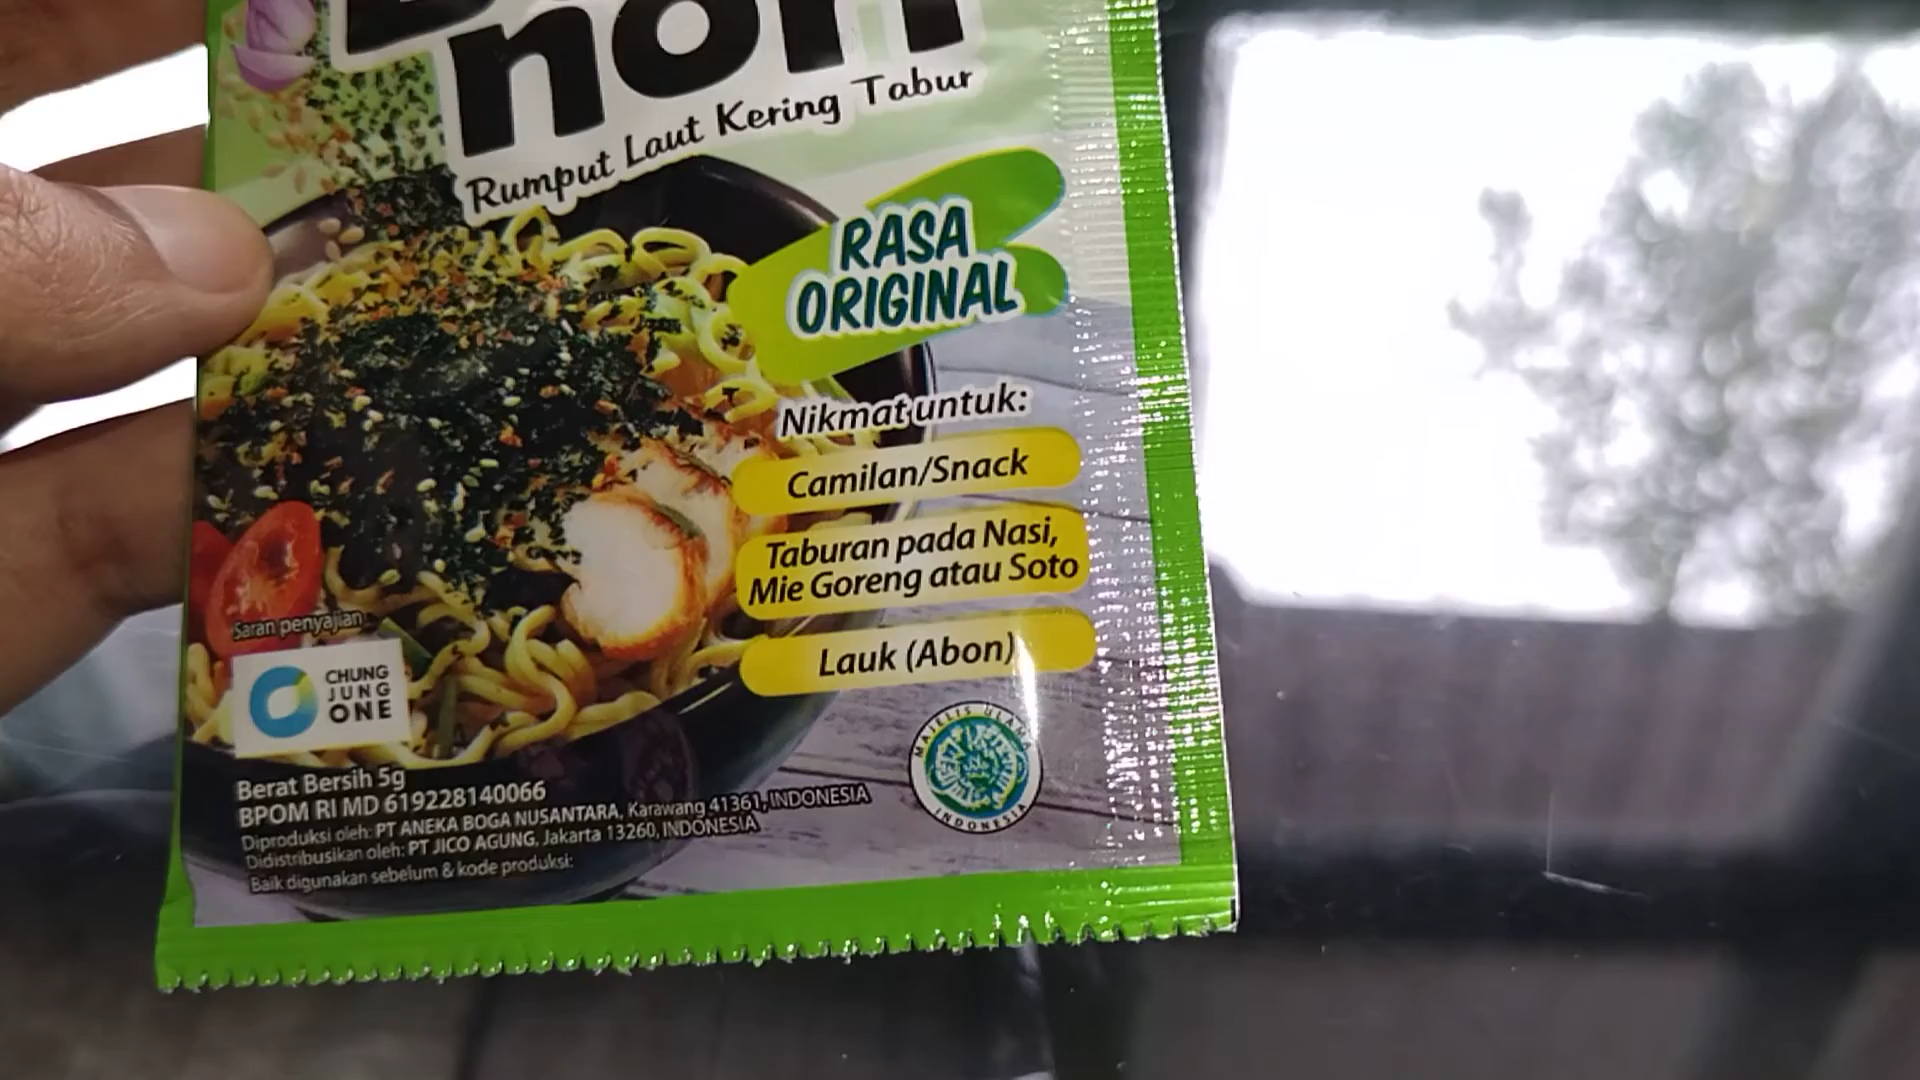 nori
Rumput Laut Kering Tabur
RASA
ORIGINAL
Nikmat untuk:
Camilan/Snack
Taburan pada Nasi,
Mie Goreng atau Soto
Lauk (Abon)
Saran penyajian
CHUNG
JUNG
ONE
MAJELIS ULAMA
INDONESIA
Berat Bersih 5g
BPOM RI MD 619228140066
Diproduksi oleh: PT ANEKA BOGA NUSANTARA, Karawang 41361, INDONESIA
Didistribusikan oleh: PT JICO AGUNG, Jakarta 13260, INDONESIA
Baik digunakan sebelum & kode produksi: